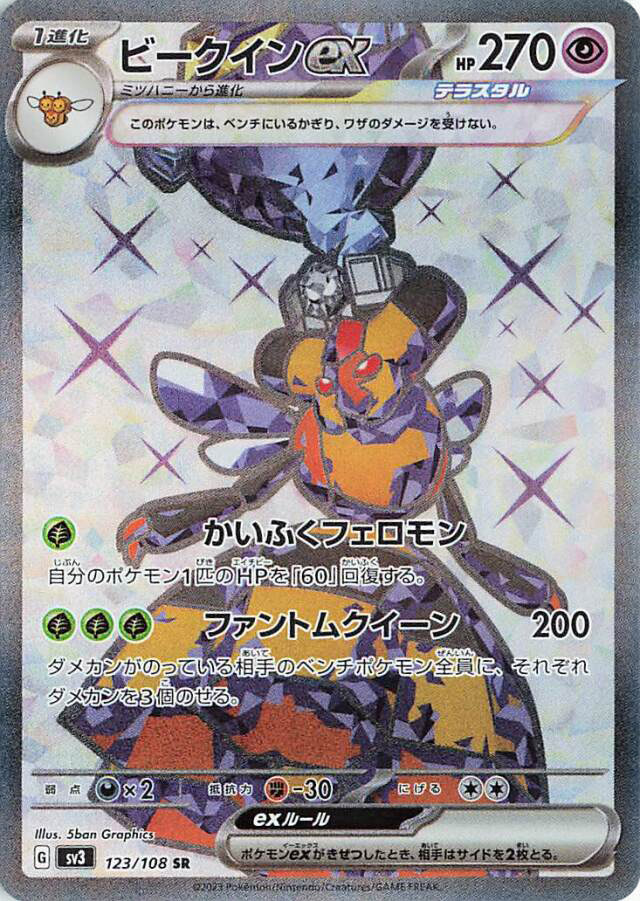 1進化
ビークインex
HP270
ミツハニーから進化
テラスタル
このポケモンは、ベンチにいるかぎり、ワザのダメージを受けない。
かいふくフェロモン
自分のポケモン1匹のHPを「60」回復する。
ファントムクイーン 200
ダメカンがのっている相手のベンチポケモン全員に、それぞれ
ダメカンを3個のせる。
弱点 ×2 抵抗力 -30 にげる
Illus. 5ban Graphics
exルール
ポケモンexがきぜつしたとき、相手はサイドを2枚とる。
G sv3 123/108 SR
©2023 Pokémon/Nintendo/Creatures/GAME FREAK.